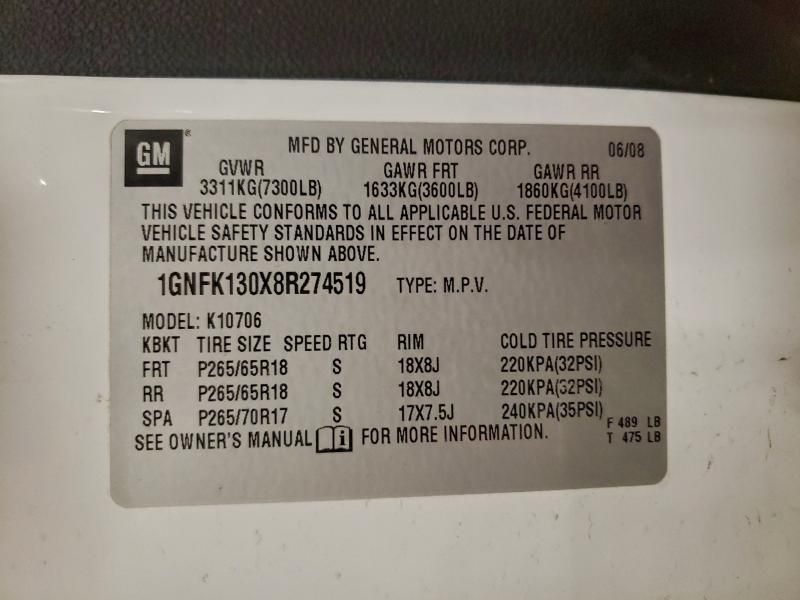 GM ® MFD BY GENERAL MOTORS CORP. 06/08
GVWR GAWR FRT GAWR RR
3311KG(7300LB) 1633KG(3600LB) 1860KG(4100LB)
THIS VEHICLE CONFORMS TO ALL APPLICABLE U.S. FEDERAL MOTOR
VEHICLE SAFETY STANDARDS IN EFFECT ON THE DATE OF
MANUFACTURE SHOWN ABOVE.
1GNFK130X8R274519 TYPE: M.P.V.
MODEL: K10706
KBKT TIRE SIZE SPEED RTG RIM COLD TIRE PRESSURE
FRT P265/65R18 S 18X8J 220KPA(32PSI)
RR P265/65R18 S 18X8J 220KPA(32PSI)
SPA P265/70R17 S 17X7.5J 240KPA(35PSI)
F 489 LB
SEE OWNER'S MANUAL i FOR MORE INFORMATION. T 475 LB